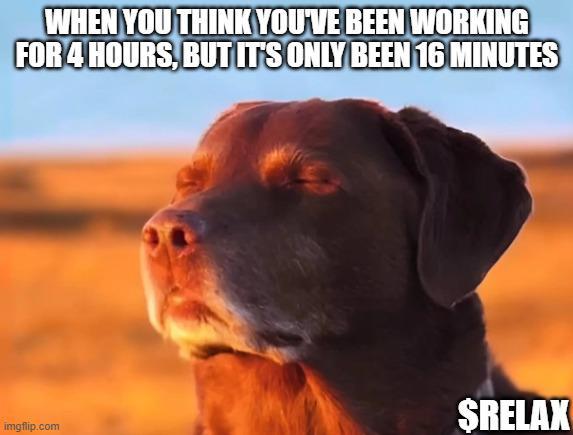 WHEN YOU THINK YOU'VE BEEN WORKING
FOR 4 HOURS, BUT IT'S ONLY BEEN 16 MINUTES
$RELAX
imgflip.com